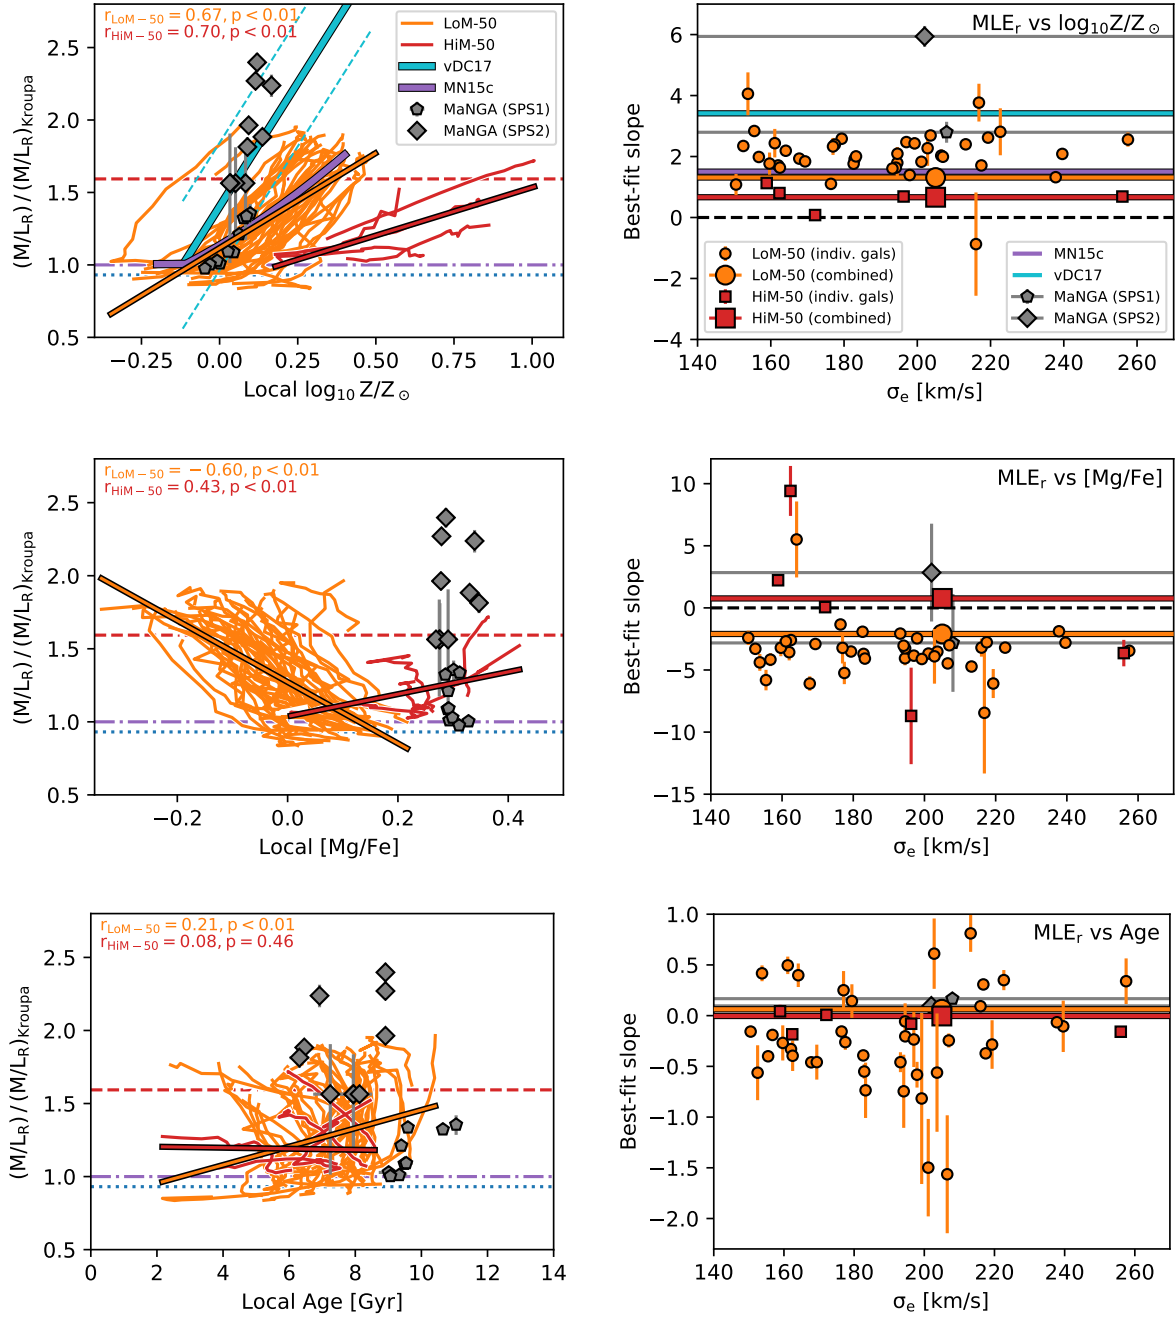 r_LoM−50 = 0.67, p < 0.01
r_HiM−50 = 0.70, p < 0.01
LoM-50
HiM-50
vDC17
MN15c
MaNGA (SPS1)
MaNGA (SPS2)
2.5
2.0
1.5
1.0
0.5
(M/L_R) / (M/L_R)_Kroupa
−0.25
0.00
0.25
0.50
0.75
1.00
Local log₁₀ Z/Z☉
MLE_r vs log₁₀Z/Z☉
6
4
2
0
−2
−4
Best-fit slope
LoM-50 (indiv. gals)
LoM-50 (combined)
HiM-50 (indiv. gals)
HiM-50 (combined)
MN15c
vDC17
MaNGA (SPS1)
MaNGA (SPS2)
140
160
180
200
220
240
260
σ_e [km/s]
r_LoM−50 = −0.60, p < 0.01
r_HiM−50 = 0.43, p < 0.01
2.5
2.0
1.5
1.0
0.5
(M/L_R) / (M/L_R)_Kroupa
−0.2
0.0
0.2
0.4
Local [Mg/Fe]
MLE_r vs [Mg/Fe]
10
5
0
−5
−10
−15
Best-fit slope
140
160
180
200
220
240
260
σ_e [km/s]
r_LoM−50 = 0.21, p < 0.01
r_HiM−50 = 0.08, p = 0.46
2.5
2.0
1.5
1.0
0.5
(M/L_R) / (M/L_R)_Kroupa
0
2
4
6
8
10
12
14
Local Age [Gyr]
MLE_r vs Age
1.0
0.5
0.0
−0.5
−1.0
−1.5
−2.0
Best-fit slope
140
160
180
200
220
240
260
σ_e [km/s]